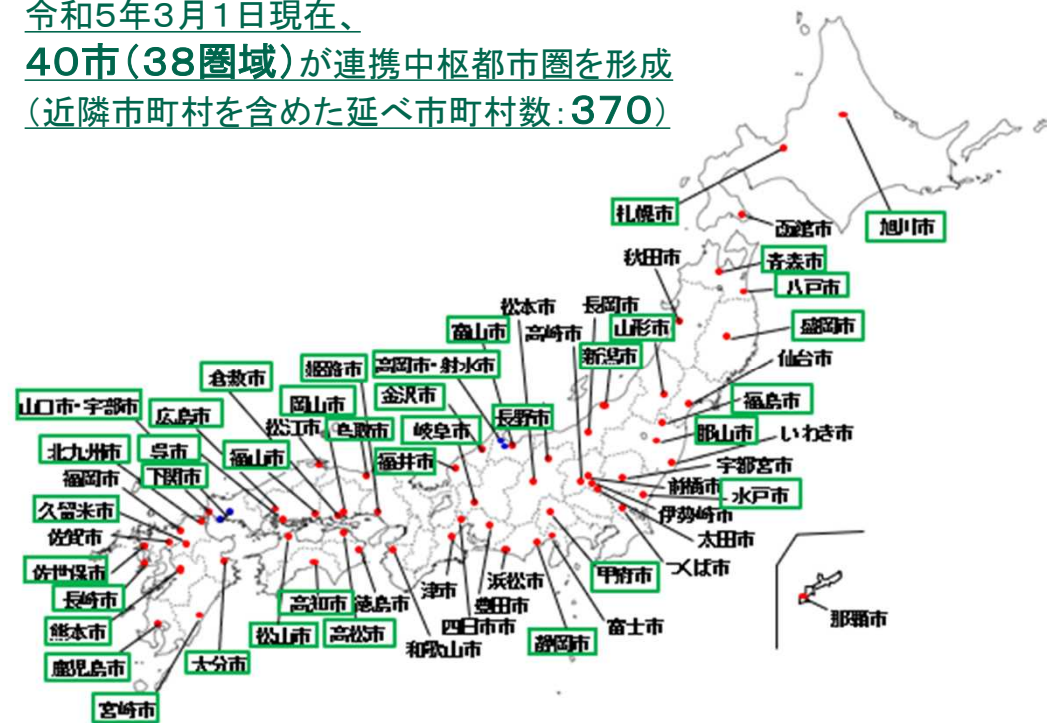 令和5年3月1日現在、
40市(38圏域)が連携中枢都市圏を形成
(近隣市町村を含めた延べ市町村数:370)
札幌市
函館市
旭川市
秋田市
青森市
八戸市
松本市
長岡市
富山市
高崎市
山形市
盛岡市
新潟市
仙台市
倉敷市
姫路市
高岡市・射水市
山口市・宇部市
広島市
岡山市
金沢市
長野市
福島市
松江市
鳥取市
岐阜市
郡山市
いわき市
北九州市
呉市
福山市
福井市
福岡市
下関市
宇都宮市
前橋市
水戸市
久留米市
伊勢崎市
佐賀市
太田市
佐世保市
津市
浜松市
甲府市
つくば市
長崎市
高知市
徳島市
豊田市
熊本市
松山市
高松市
四日市市
静岡市
富士市
那覇市
和歌山市
鹿児島市
大分市
宮崎市